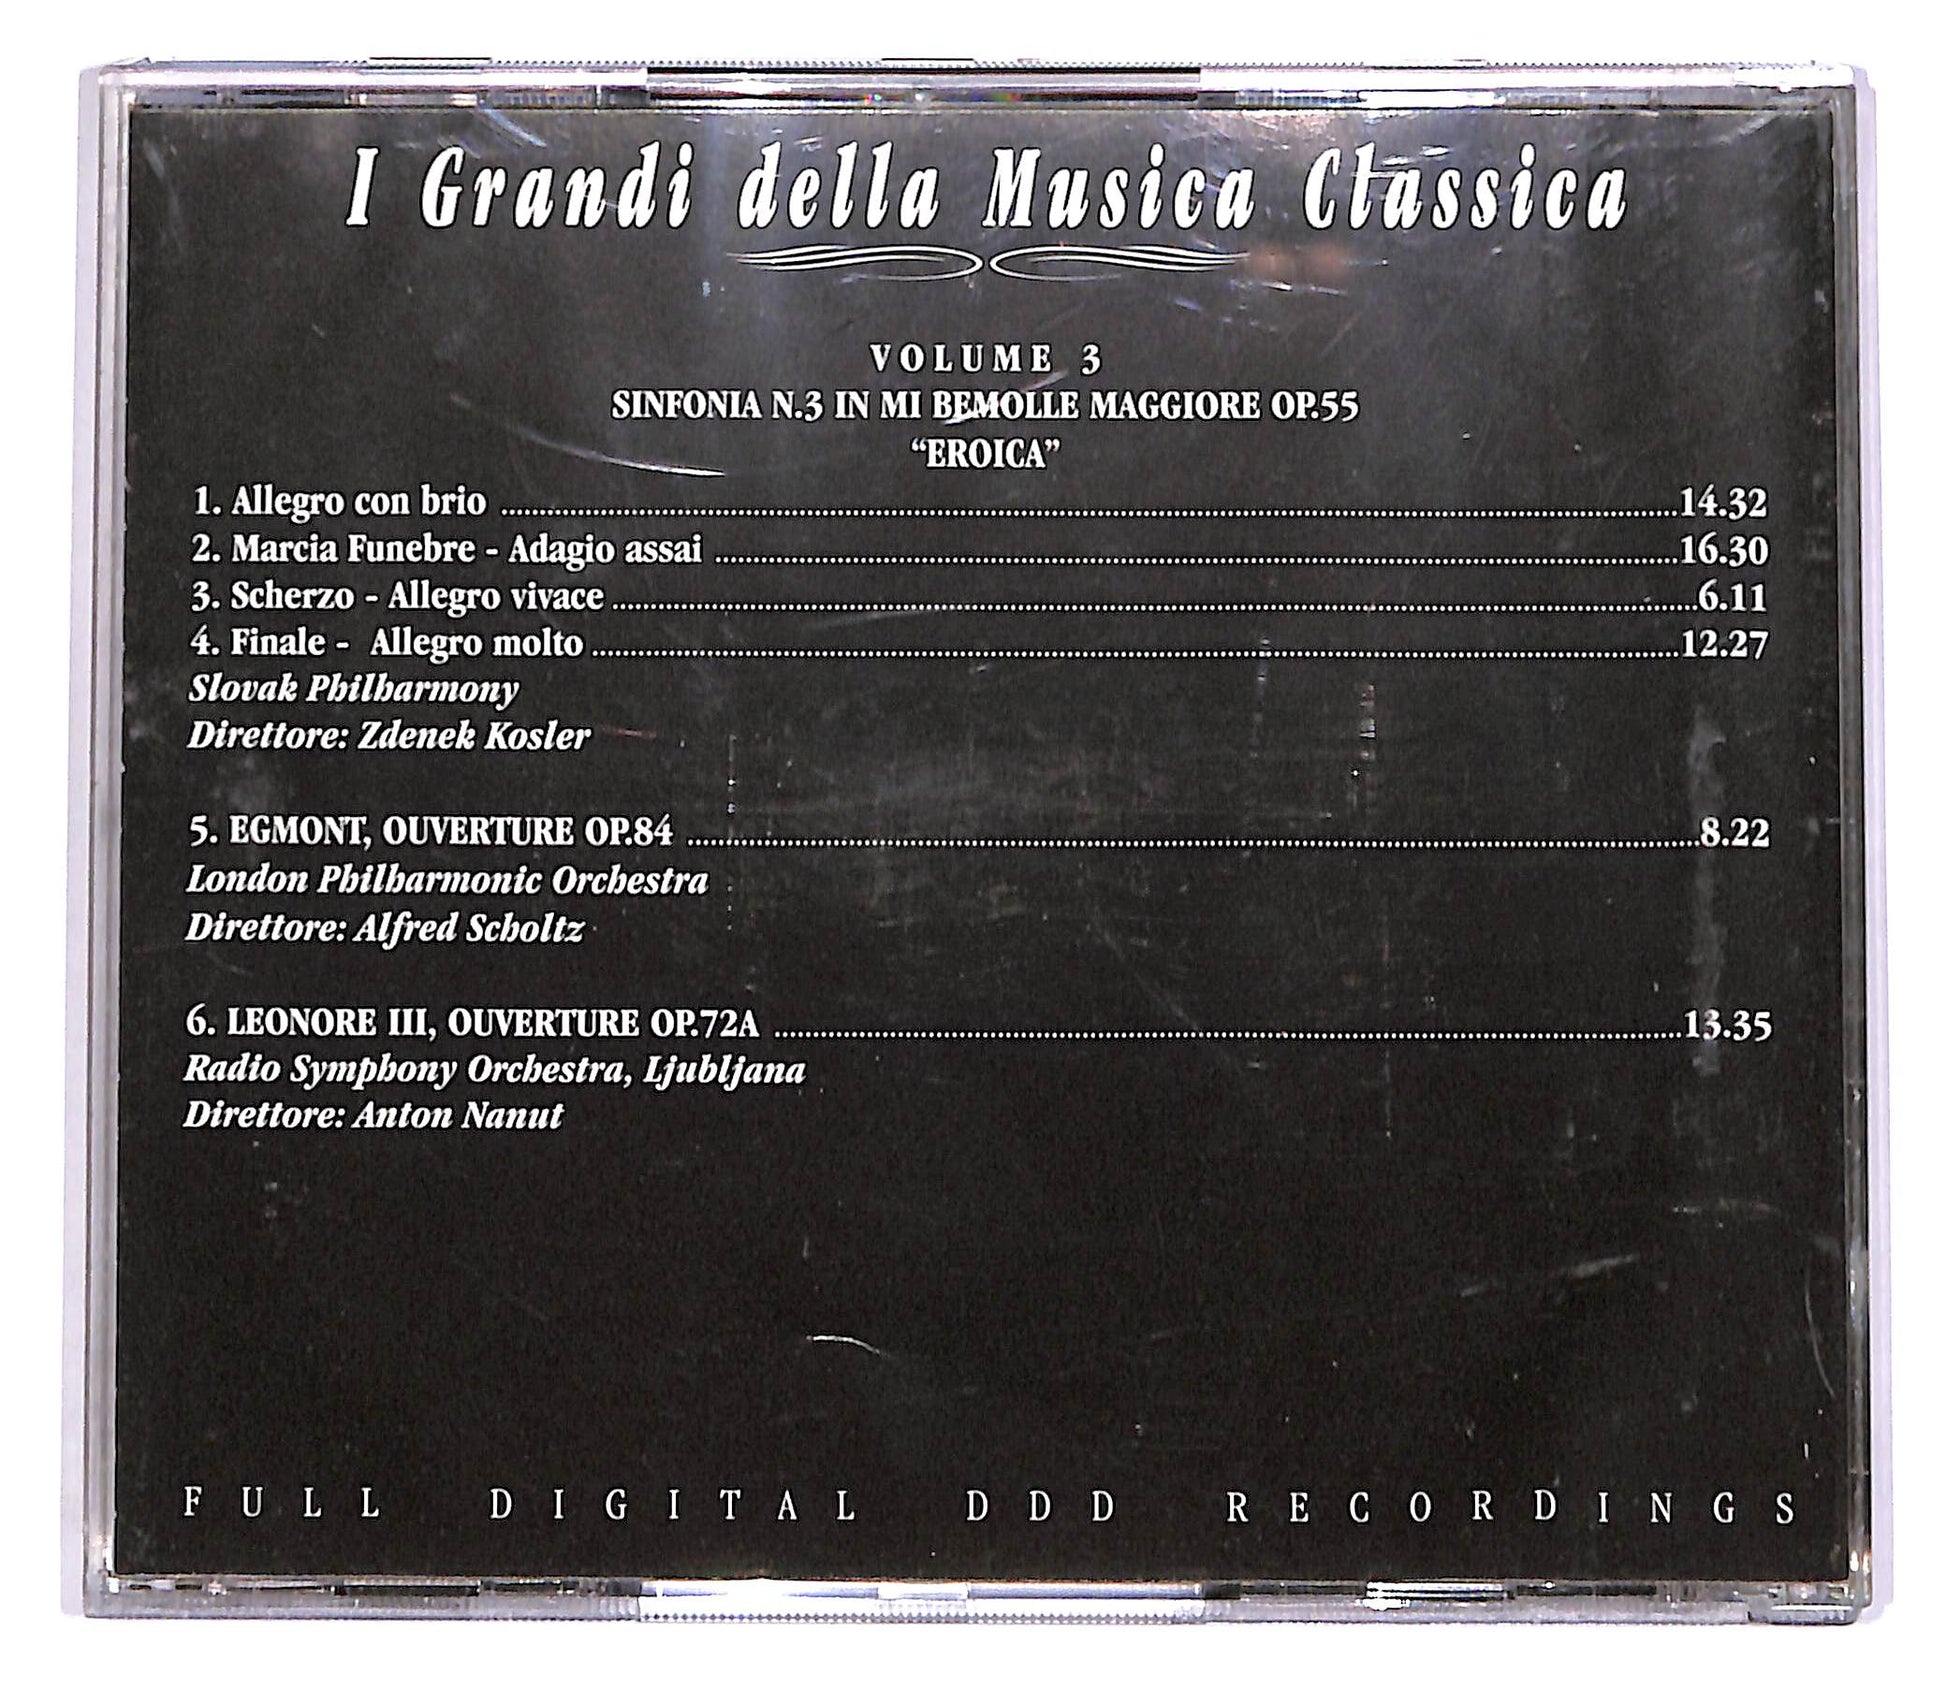 I Grandi della Musica Classica
VOLUME 3
SINFONIA N.3 IN MI BEMOLLE MAGGIORE OP.55
“EROICA”
1. Allegro con brio ........ 14.32
2. Marcia Funebre - Adagio assai ........ 16.30
3. Scherzo - Allegro vivace ........ 6.11
4. Finale - Allegro molto ........ 12.27
Slovak Philharmony
Direttore: Zdenek Kosler
5. EGMONT, OUVERTURE OP.84 ........ 8.22
London Philharmonic Orchestra
Direttore: Alfred Scholtz
6. LEONORE III, OUVERTURE OP.72A ........ 13.35
Radio Symphony Orchestra, Ljubljana
Direttore: Anton Nanut
FULL DIGITAL DDD RECORDINGS